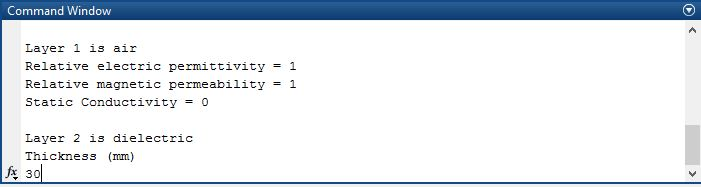 Command Window
Layer 1 is air
Relative electric permittivity = 1
Relative magnetic permeability = 1
Static Conductivity = 0
Layer 2 is dielectric
Thickness (mm)
fx 30